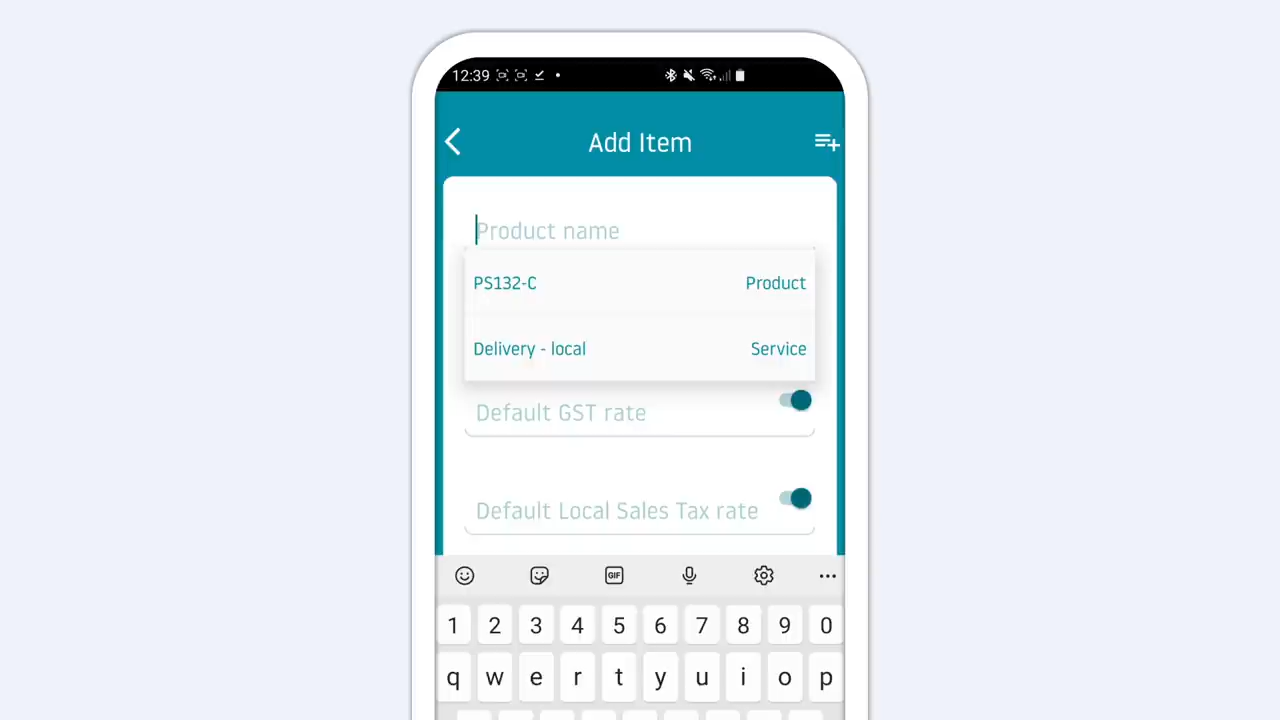 12:39
Add Item
Product name
PS132-C Product
Delivery - local Service
Default GST rate
Default Local Sales Tax rate
GIF
1 2 3 4 5 6 7 8 9 0
q w e r t y u i o p